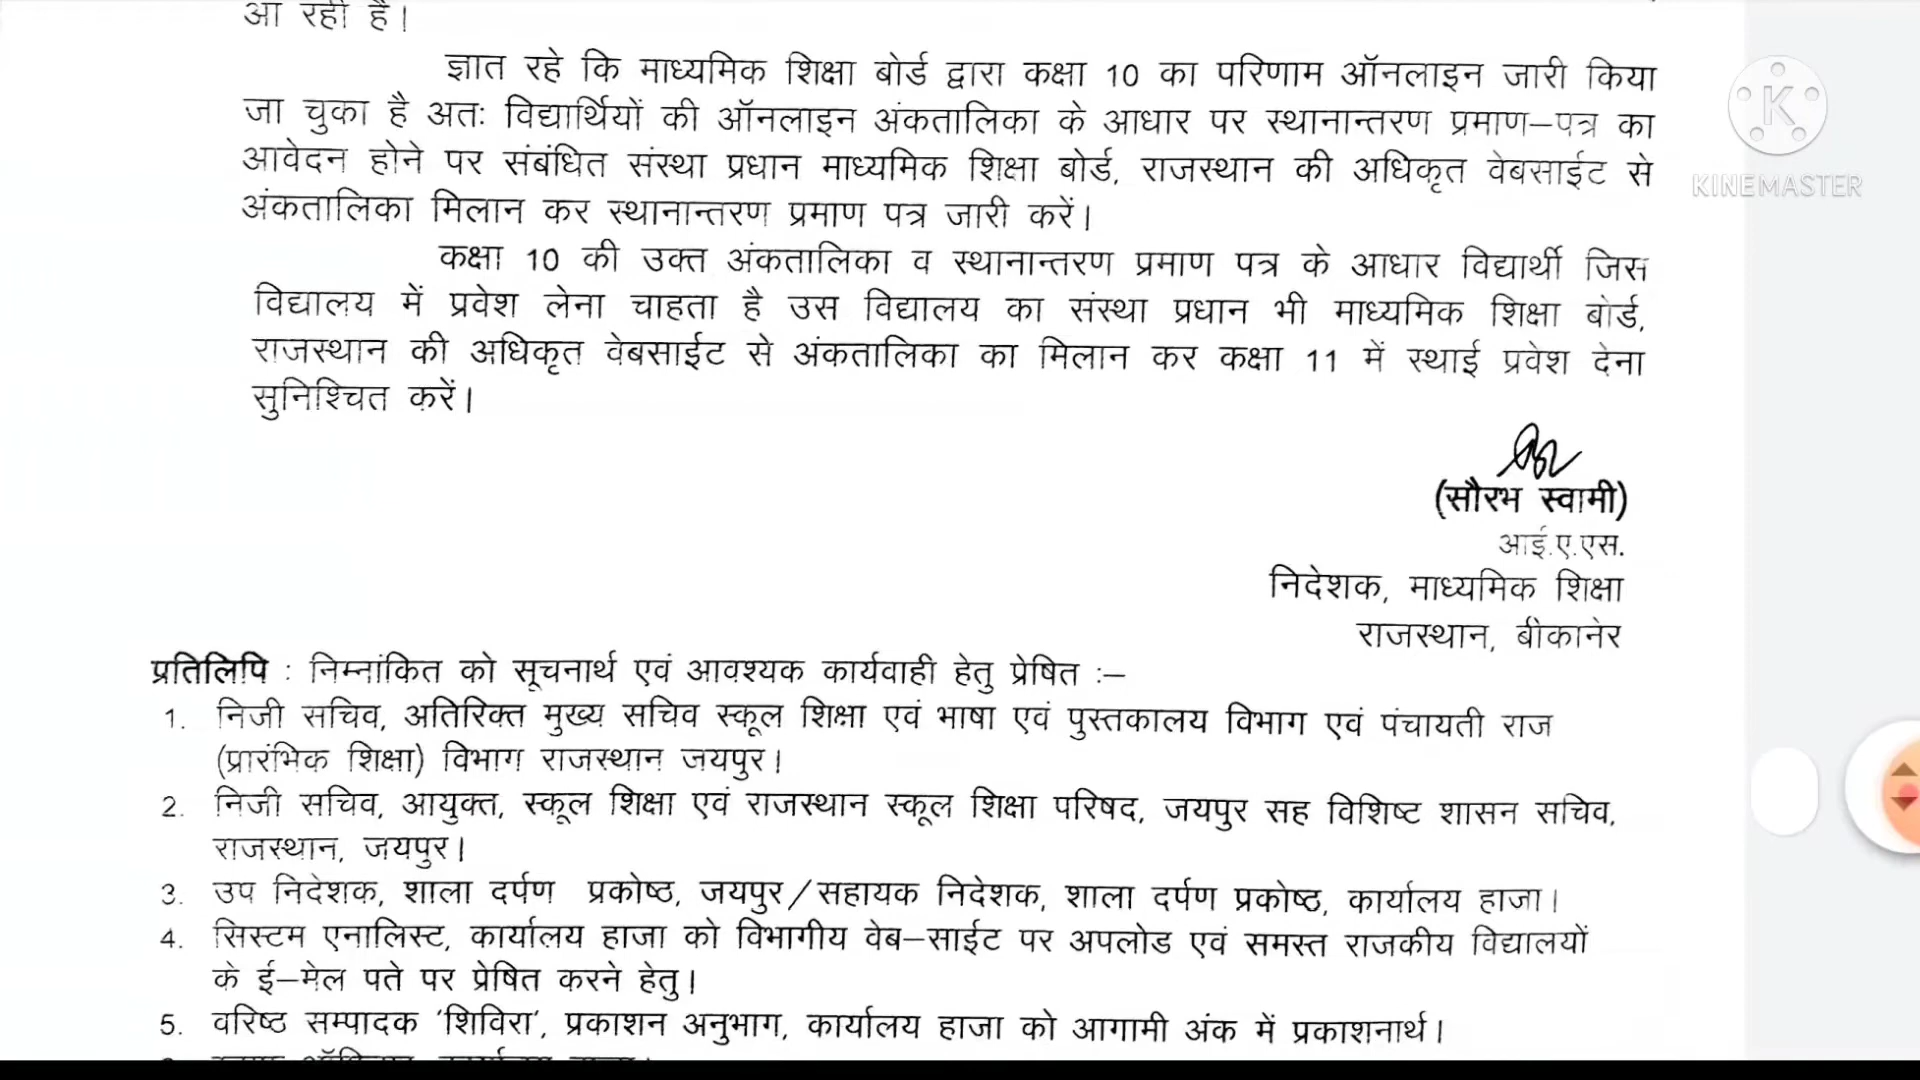 आ रही है।
ज्ञात रहे कि माध्यमिक शिक्षा बोर्ड द्वारा कक्षा 10 का परिणाम ऑनलाइन जारी किया
जा चुका है अतः विद्यार्थियों की ऑनलाइन अंकतालिका के आधार पर स्थानान्तरण प्रमाण–पत्र का
आवेदन होने पर संबंधित संस्था प्रधान माध्यमिक शिक्षा बोर्ड, राजस्थान की अधिकृत वेबसाईट से
अंकतालिका मिलान कर स्थानान्तरण प्रमाण पत्र जारी करें।
कक्षा 10 की उक्त अंकतालिका व स्थानान्तरण प्रमाण पत्र के आधार विद्यार्थी जिस
विद्यालय में प्रवेश लेना चाहता है उस विद्यालय का संस्था प्रधान भी माध्यमिक शिक्षा बोर्ड,
राजस्थान की अधिकृत वेबसाईट से अंकतालिका का मिलान कर कक्षा 11 में स्थाई प्रवेश देना
सुनिश्चित करें।
(सौरभ स्वामी)
आई.ए.एस.
निदेशक, माध्यमिक शिक्षा
राजस्थान, बीकानेर
प्रतिलिपि : निम्नांकित को सूचनार्थ एवं आवश्यक कार्यवाही हेतु प्रेषित :–
1. निजी सचिव, अतिरिक्त मुख्य सचिव स्कूल शिक्षा एवं भाषा एवं पुस्तकालय विभाग एवं पंचायती राज
(प्रारंभिक शिक्षा) विभाग राजस्थान जयपुर।
2. निजी सचिव, आयुक्त, स्कूल शिक्षा एवं राजस्थान स्कूल शिक्षा परिषद, जयपुर सह विशिष्ट शासन सचिव,
राजस्थान, जयपुर।
3. उप निदेशक, शाला दर्पण प्रकोष्ठ, जयपुर/सहायक निदेशक, शाला दर्पण प्रकोष्ठ, कार्यालय हाजा।
4. सिस्टम एनालिस्ट, कार्यालय हाजा को विभागीय वेब–साईट पर अपलोड एवं समस्त राजकीय विद्यालयों
के ई–मेल पते पर प्रेषित करने हेतु।
5. वरिष्ठ सम्पादक 'शिविरा', प्रकाशन अनुभाग, कार्यालय हाजा को आगामी अंक में प्रकाशनार्थ।
K
KINEMASTER